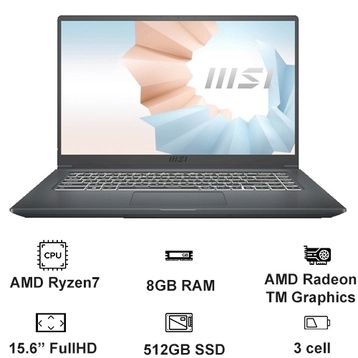 msi
msi
CPU
AMD Ryzen7
8GB RAM
AMD Radeon
TM Graphics
15.6” FullHD
512GB SSD
3 cell